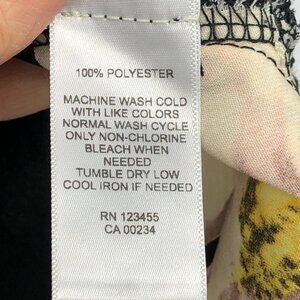 100% POLYESTER
MACHINE WASH COLD
WITH LIKE COLORS
NORMAL WASH CYCLE
ONLY NON-CHLORINE
BLEACH WHEN
NEEDED
TUMBLE DRY LOW
COOL IRON IF NEEDED
RN 123455
CA 00234